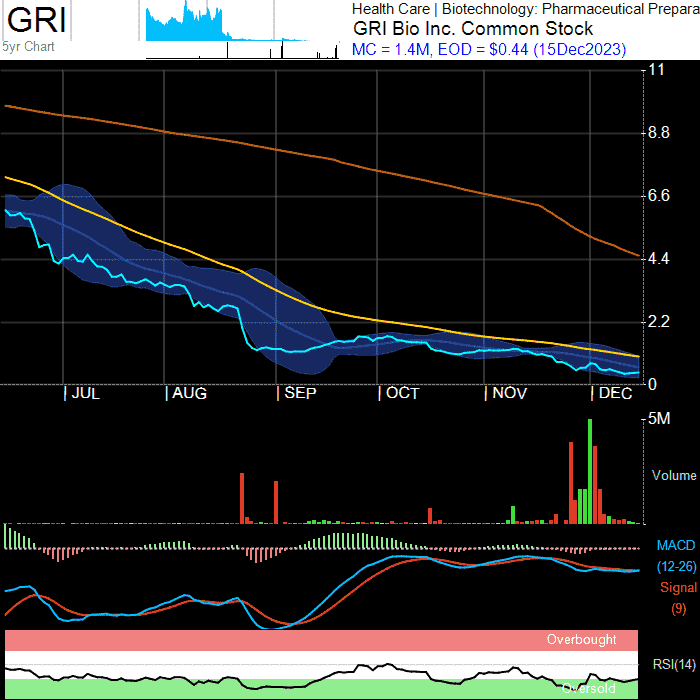 GRI
5yr Chart
Health Care | Biotechnology: Pharmaceutical Prepara
GRI Bio Inc. Common Stock
MC = 1.4M, EOD = $0.44 (15Dec2023)
11
8.8
6.6
4.4
2.2
0
| JUL | AUG | SEP | OCT | NOV | DEC
5M
Volume
MACD
(12-26)
Signal
(9)
Overbought
RSI(14)
Oversold